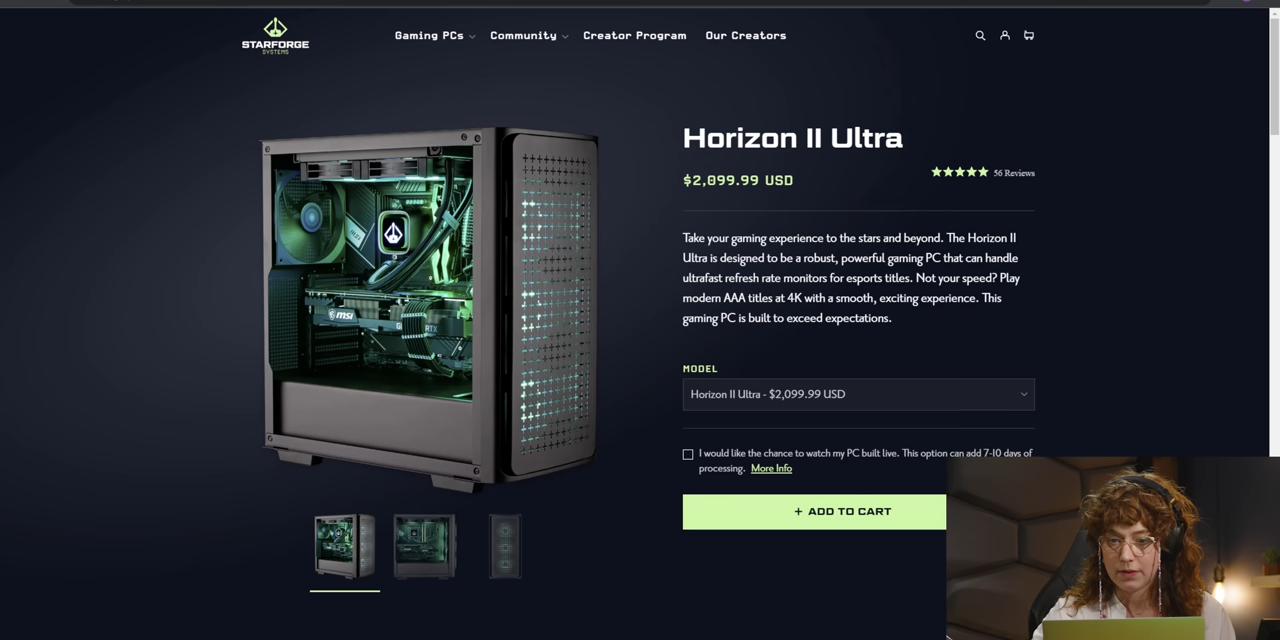 STARFORGE
SYSTEMS
Gaming PCs
Community
Creator Program
Our Creators
Horizon II Ultra
$2,099.99 USD
56 Reviews
Take your gaming experience to the stars and beyond. The Horizon II
Ultra is designed to be a robust, powerful gaming PC that can handle
ultrafast refresh rate monitors for esports titles. Not your speed? Play
modern AAA titles at 4K with a smooth, exciting experience. This
gaming PC is built to exceed expectations.
MODEL
Horizon II Ultra - $2,099.99 USD
I would like the chance to watch my PC built live. This option can add 7-10 days of
processing. More Info
+ ADD TO CART
msi
RTX